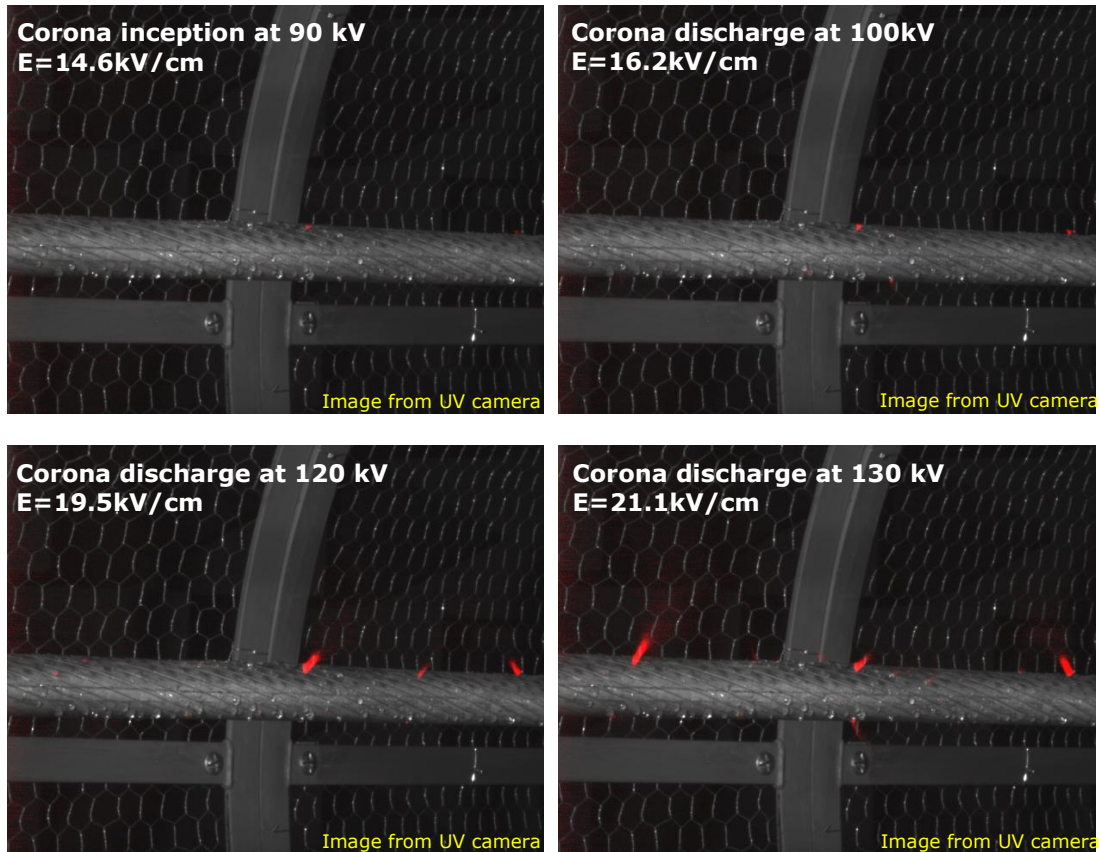 Corona inception at 90 kV
E=14.6kV/cm
Image from UV camera
Corona discharge at 100kV
E=16.2kV/cm
Image from UV camera
Corona discharge at 120 kV
E=19.5kV/cm
Image from UV camera
Corona discharge at 130 kV
E=21.1kV/cm
Image from UV camera